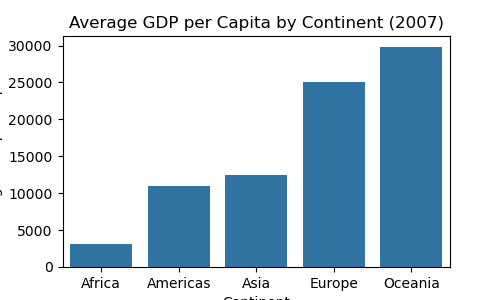 Average GDP per Capita by Continent (2007)
30000
25000
20000
15000
10000
5000
0
Africa Americas Asia Europe Oceania
Continent